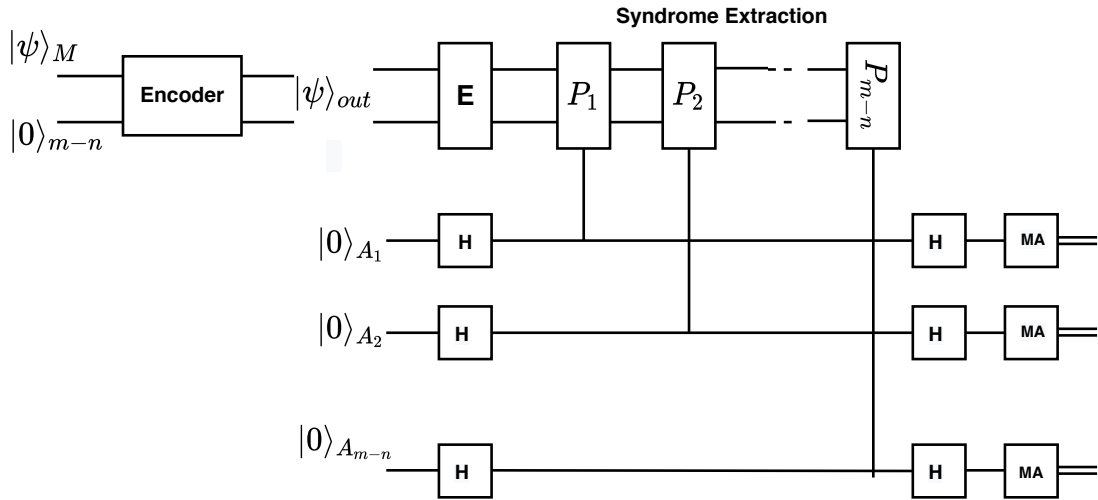 Syndrome Extraction
|ψ⟩_M
Encoder
|0⟩_{m−n}
|ψ⟩_{out}
E
P_1
P_2
P_{m−n}
|0⟩_{A_1}
H
H
MA
|0⟩_{A_2}
H
H
MA
|0⟩_{A_{m−n}}
H
H
MA